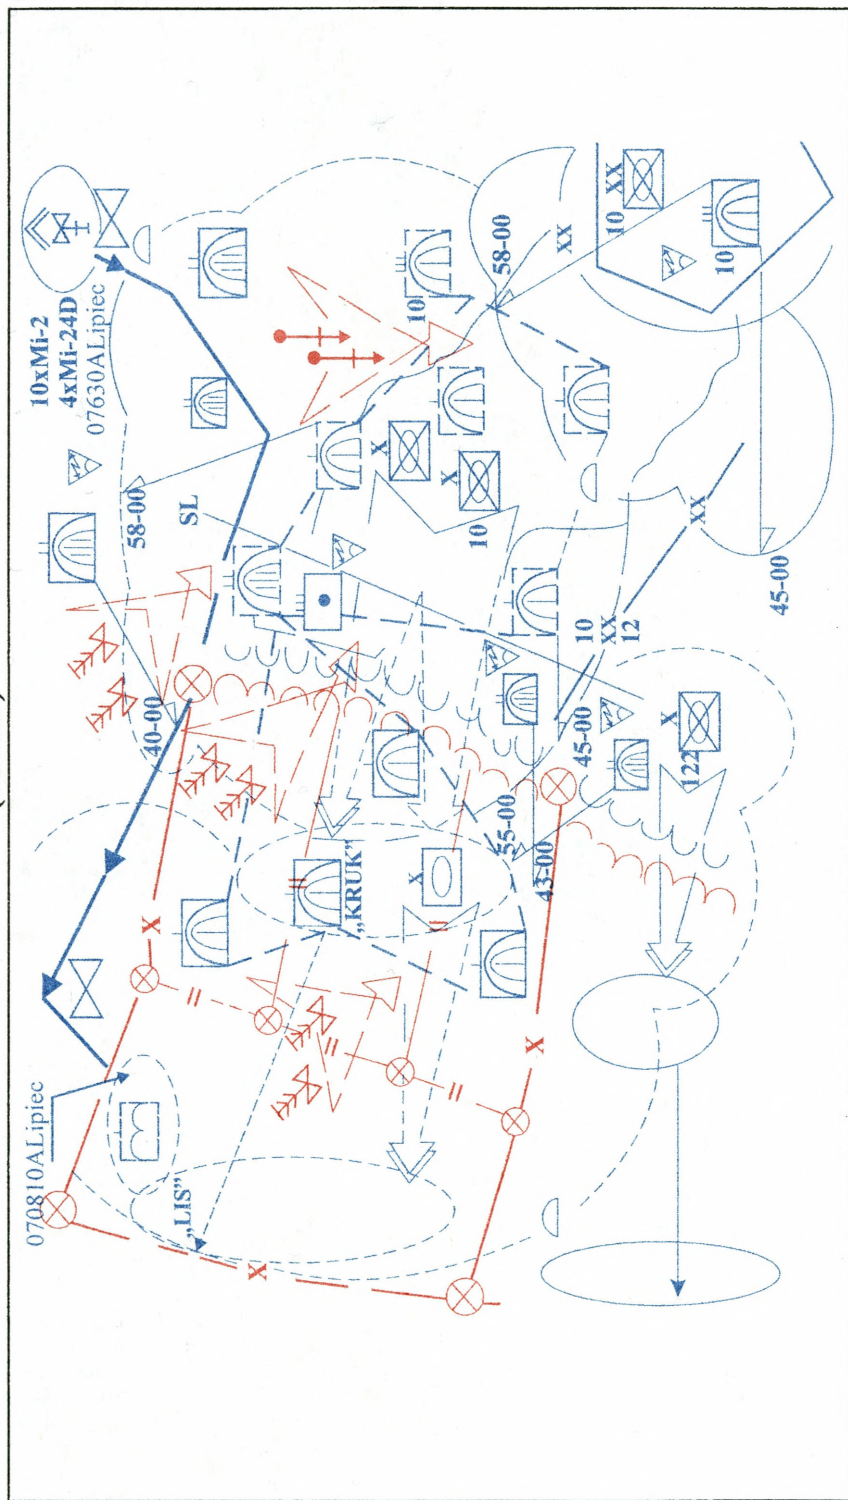 10xMi-2
4xMi-24D
07630ALipiec
58-00
SL
40-00
070810ALipiec
„LIS”
X
X
X
X
„KRUK”
10
58-00
XX
10
XX
10
X
X
10
XX
45-00
10
XX
12
45-00
55-00
43-00
X
122
X